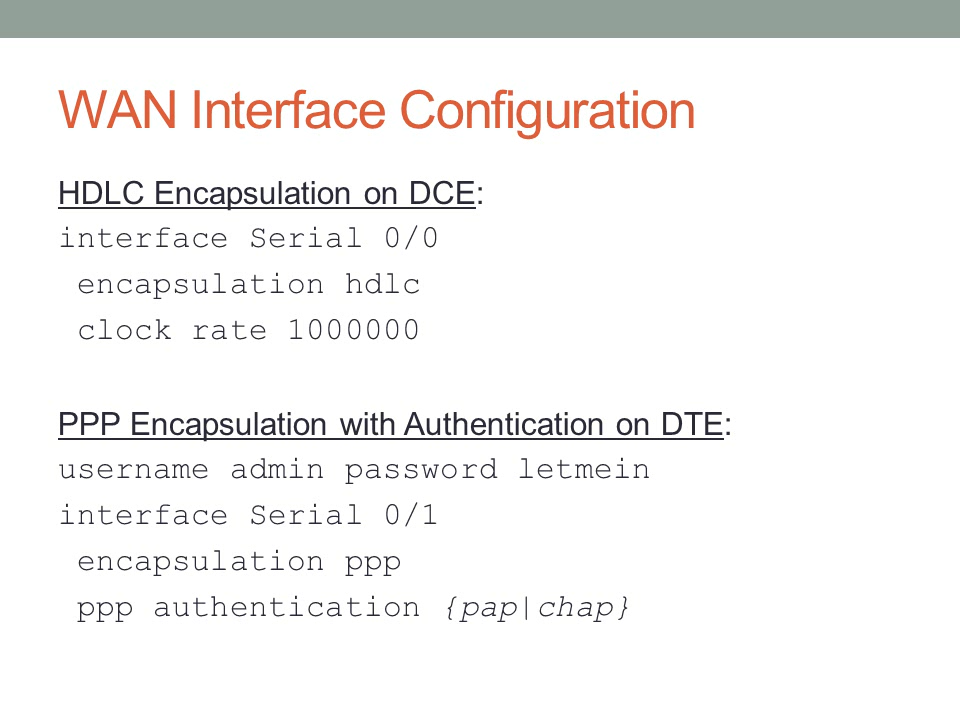 WAN Interface Configuration
HDLC Encapsulation on DCE:
interface Serial 0/0
 encapsulation hdlc
 clock rate 1000000
PPP Encapsulation with Authentication on DTE:
username admin password letmein
interface Serial 0/1
 encapsulation ppp
 ppp authentication {pap|chap}